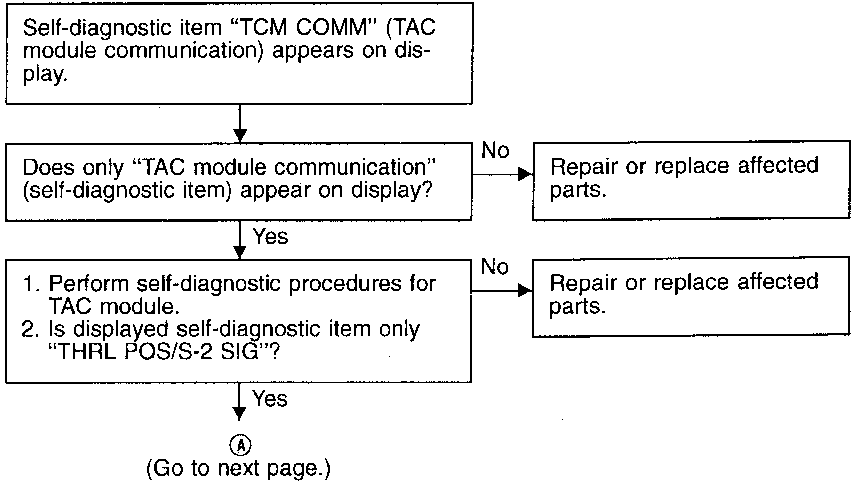 Self-diagnostic item “TCM COMM” (TAC
module communication) appears on dis-
play.
Does only “TAC module communication”
(self-diagnostic item) appear on display?
No
Repair or replace affected
parts.
Yes
1. Perform self-diagnostic procedures for
TAC module.
2. Is displayed self-diagnostic item only
“THRL POS/S-2 SIG”?
No
Repair or replace affected
parts.
Yes
Ⓐ
(Go to next page.)